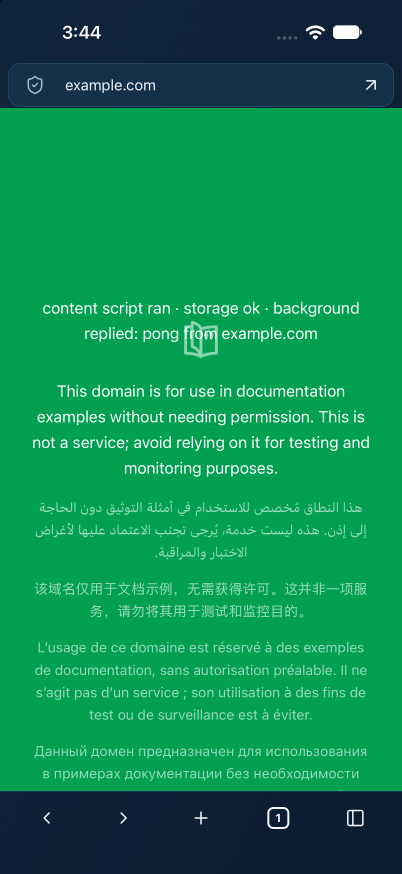 3:44
example.com
content script ran · storage ok · background
replied: pong from example.com
This domain is for use in documentation
examples without needing permission. This is
not a service; avoid relying on it for testing and
monitoring purposes.
هذا النطاق مُخصص للاستخدام في أمثلة التوثيق دون الحاجة
إلى إذن. هذه ليست خدمة، يُرجى تجنب الاعتماد عليها لأغراض
الاختبار والمراقبة.
该域名仅用于文档示例，无需获得许可。这并非一项服
务，请勿将其用于测试和监控目的。
L’usage de ce domaine est réservé à des exemples
de documentation, sans autorisation préalable. Il ne
s’agit pas d’un service ; son utilisation à des fins de
test ou de surveillance est à éviter.
Данный домен предназначен для использования
в примерах документации без необходимости
1